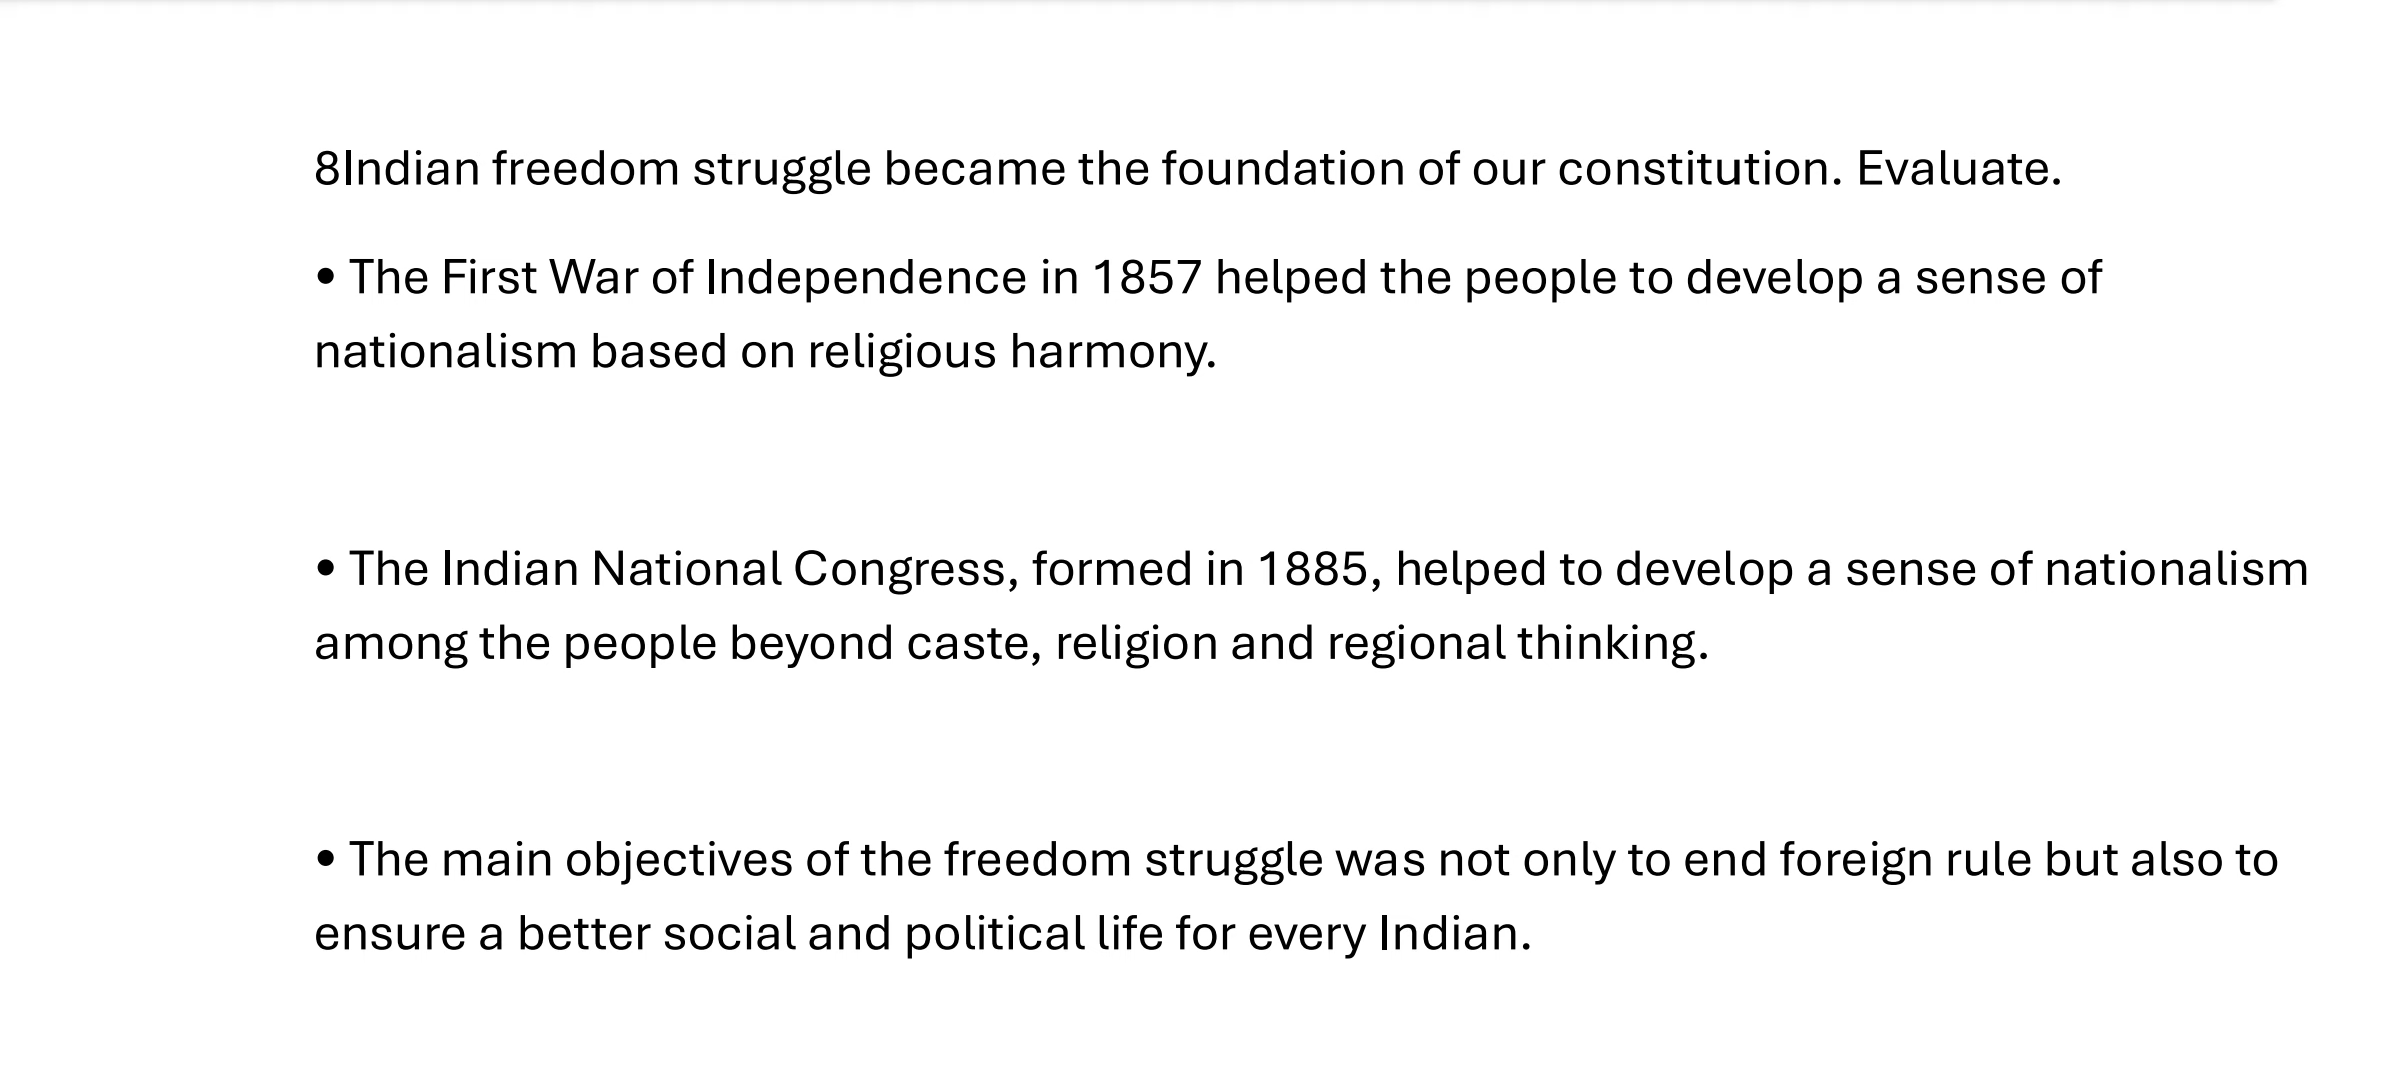 8Indian freedom struggle became the foundation of our constitution. Evaluate.
• The First War of Independence in 1857 helped the people to develop a sense of
nationalism based on religious harmony.
• The Indian National Congress, formed in 1885, helped to develop a sense of nationalism
among the people beyond caste, religion and regional thinking.
• The main objectives of the freedom struggle was not only to end foreign rule but also to
ensure a better social and political life for every Indian.